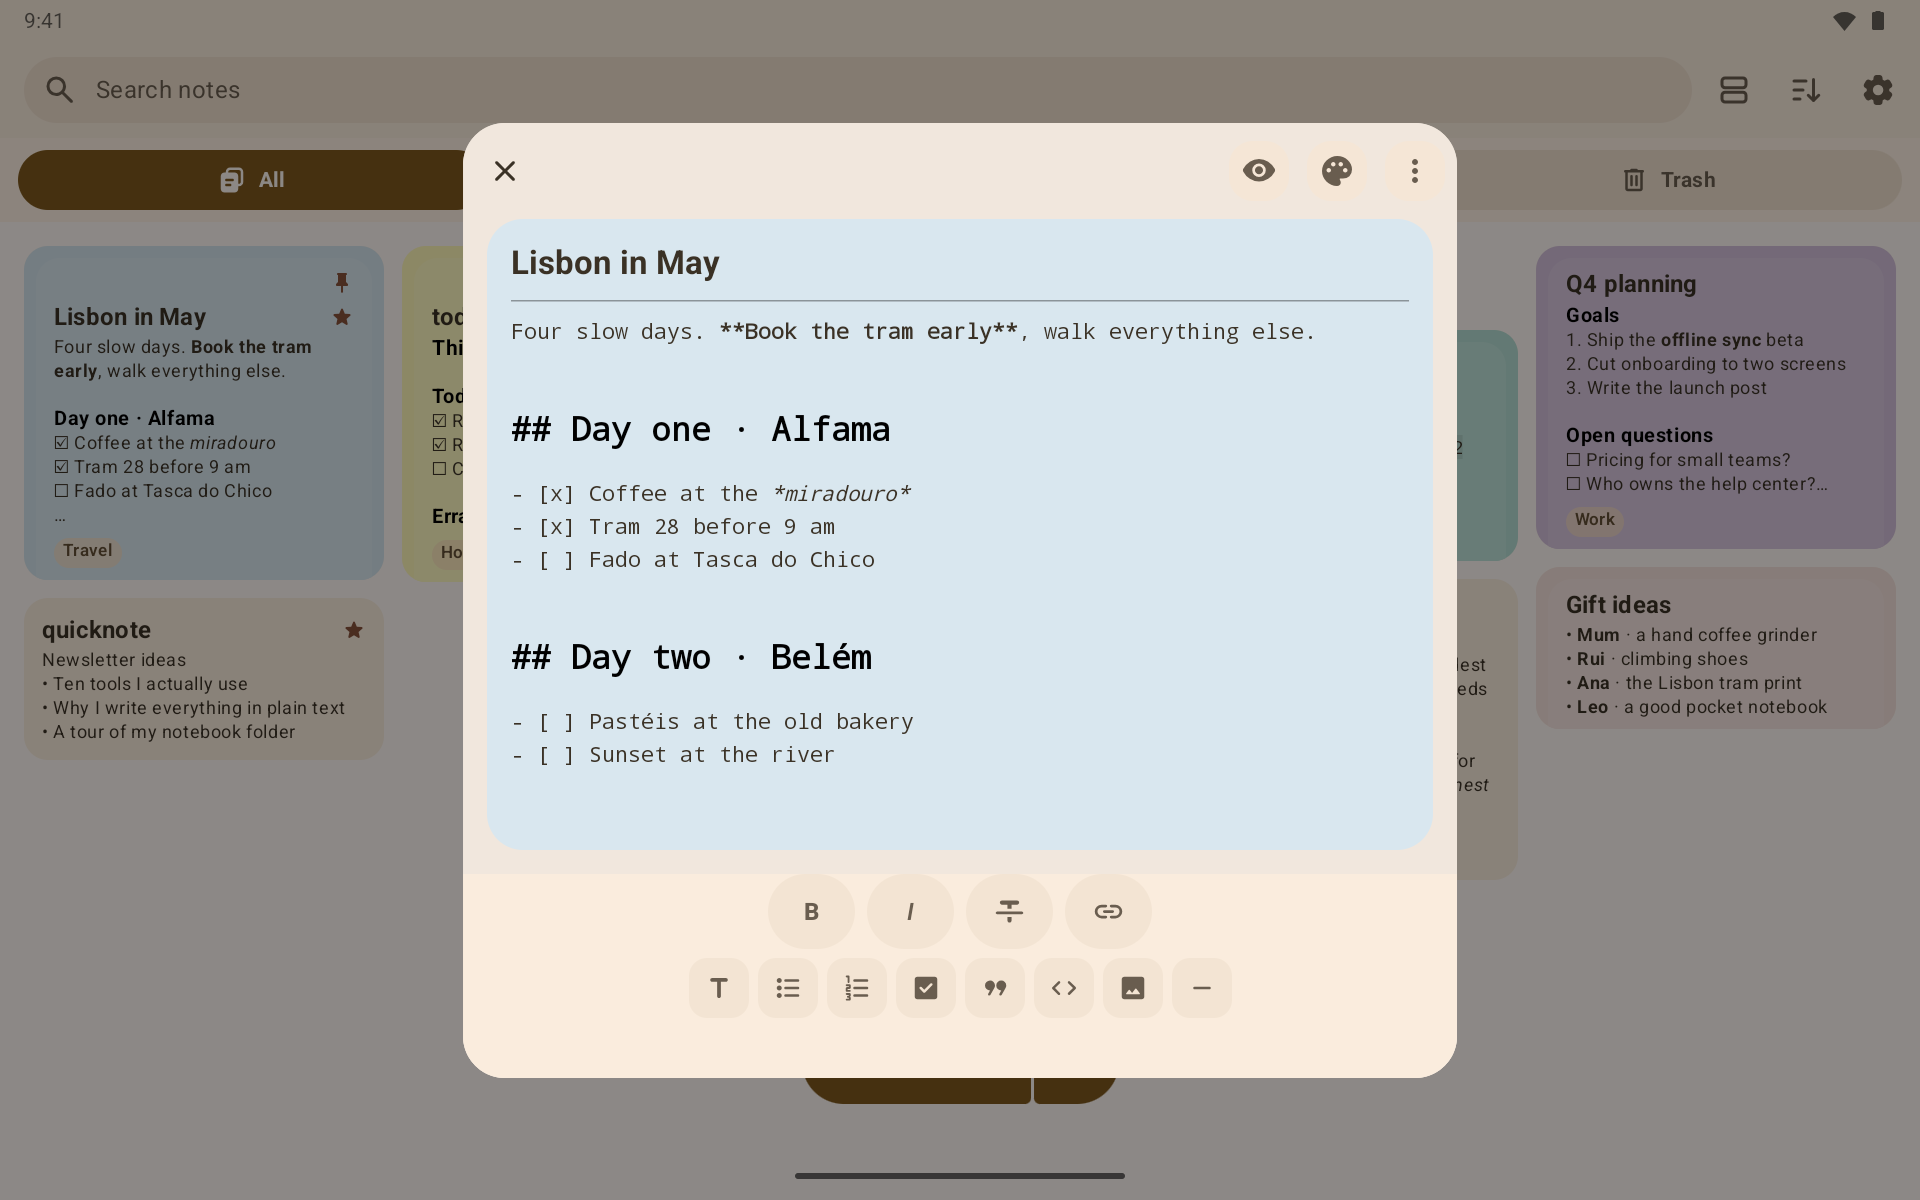 9:41
Search notes
All
Trash
Lisbon in May
Four slow days. Book the tram
early, walk everything else.
Day one · Alfama
☑ Coffee at the miradouro
☑ Tram 28 before 9 am
☐ Fado at Tasca do Chico
…
Travel
quicknote
Newsletter ideas
• Ten tools I actually use
• Why I write everything in plain text
• A tour of my notebook folder
Lisbon in May
Four slow days. **Book the tram early**, walk everything else.
## Day one · Alfama
- [x] Coffee at the *miradouro*
- [x] Tram 28 before 9 am
- [ ] Fado at Tasca do Chico
## Day two · Belém
- [ ] Pastéis at the old bakery
- [ ] Sunset at the river
B I
T
Q4 planning
Goals
1. Ship the offline sync beta
2. Cut onboarding to two screens
3. Write the launch post
Open questions
☐ Pricing for small teams?
☐ Who owns the help center?…
Work
Gift ideas
• Mum · a hand coffee grinder
• Rui · climbing shoes
• Ana · the Lisbon tram print
• Leo · a good pocket notebook